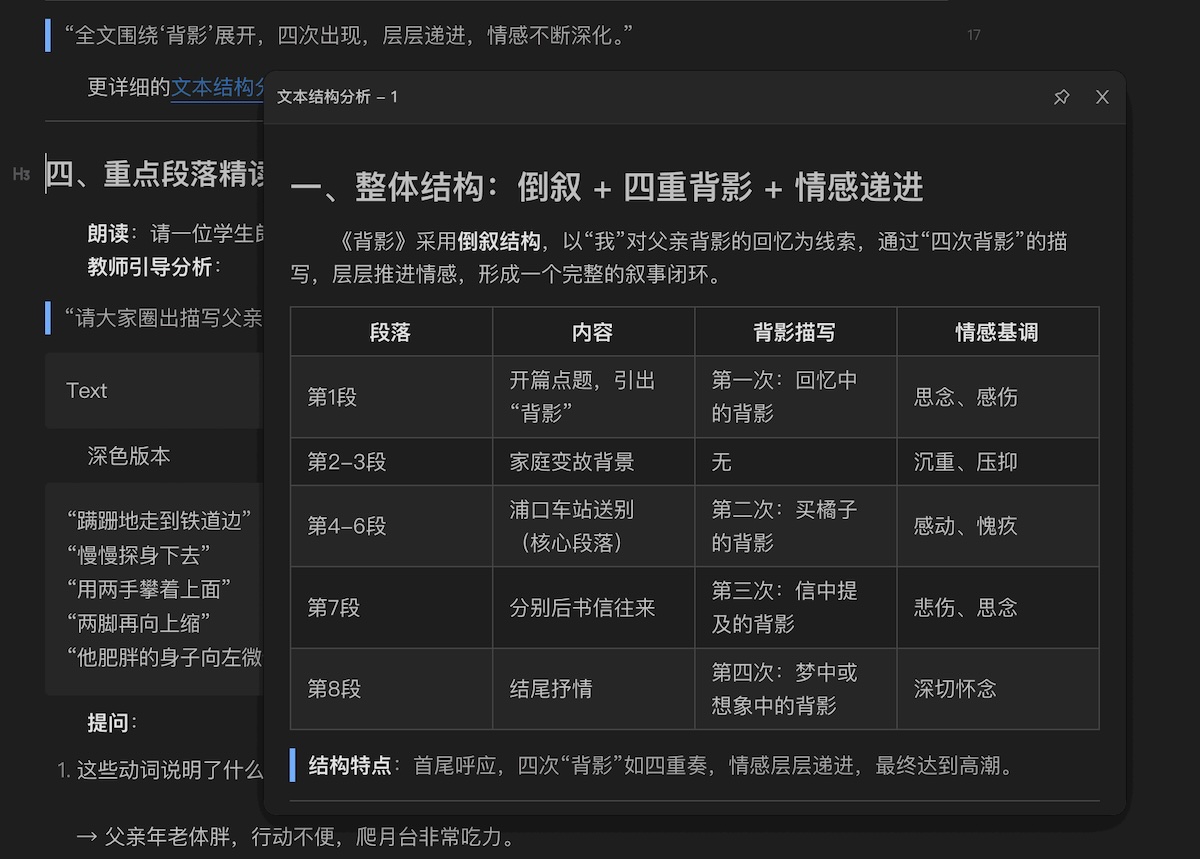 “全文围绕‘背影’展开，四次出现，层层递进，情感不断深化。”
17
更详细的文本结构
文本结构分析 – 1
H3
四、重点段落精读
朗读：请一位学生
教师引导分析：
“请大家圈出描写父亲
Text
深色版本
“蹒跚地走到铁道边”
“慢慢探身下去”
“用两手攀着上面”
“两脚再向上缩”
“他肥胖的身子向左微
提问：
1. 这些动词说明了什么
→ 父亲年老体胖，行动不便，爬月台非常吃力。
一、整体结构：倒叙 + 四重背影 + 情感递进
《背影》采用倒叙结构，以“我”对父亲背影的回忆为线索，通过“四次背影”的描
写，层层推进情感，形成一个完整的叙事闭环。
段落 内容 背影描写 情感基调
第1段 开篇点题，引出“背影” 第一次：回忆中的背影 思念、感伤
第2–3段 家庭变故背景 无 沉重、压抑
第4–6段 浦口车站送别（核心段落） 第二次：买橘子的背影 感动、愧疚
第7段 分别后书信往来 第三次：信中提及的背影 悲伤、思念
第8段 结尾抒情 第四次：梦中或想象中的背影 深切怀念
结构特点：首尾呼应，四次“背影”如四重奏，情感层层递进，最终达到高潮。